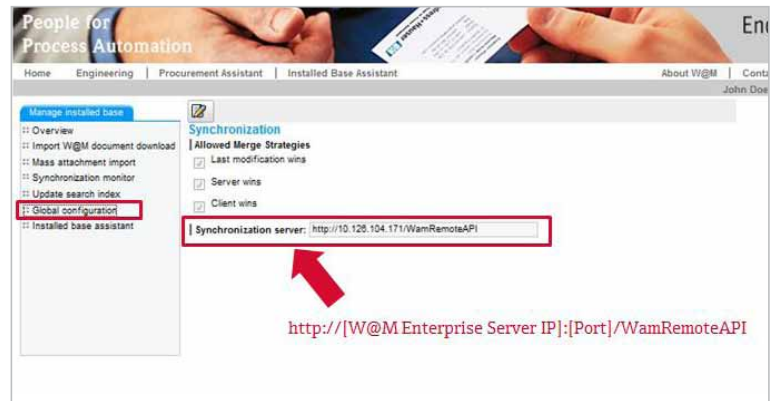 People for
Process Automation
En
Home Engineering | Procurement Assistant | Installed Base Assistant About W@M | Conta
John Doe
Manage installed base
:: Overview
:: Import W@M document download
:: Mass attachment import
:: Synchronization monitor
:: Update search index
:: Global configuration
:: Installed base assistant
Synchronization
Allowed Merge Strategies
Last modification wins
Server wins
Client wins
Synchronization server: http://10.126.104.171/WamRemoteAPI
http://[W@M Enterprise Server IP]:[Port]/WamRemoteAPI